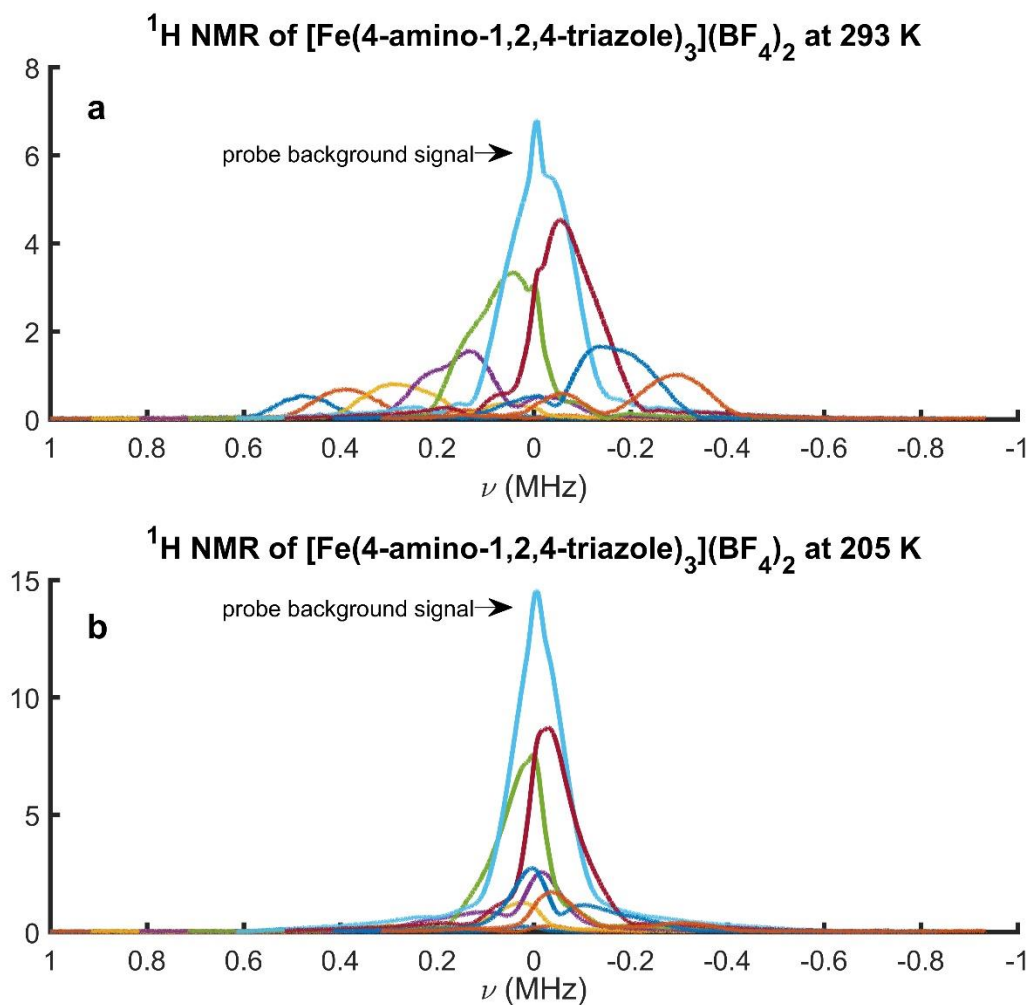 ¹H NMR of [Fe(4-amino-1,2,4-triazole)₃](BF₄)₂ at 293 K
8
a
probe background signal
6
4
2
0
1 0.8 0.6 0.4 0.2 0 -0.2 -0.4 -0.6 -0.8 -1
ν (MHz)
¹H NMR of [Fe(4-amino-1,2,4-triazole)₃](BF₄)₂ at 205 K
15
probe background signal
b
10
5
0
1 0.8 0.6 0.4 0.2 0 -0.2 -0.4 -0.6 -0.8 -1
ν (MHz)